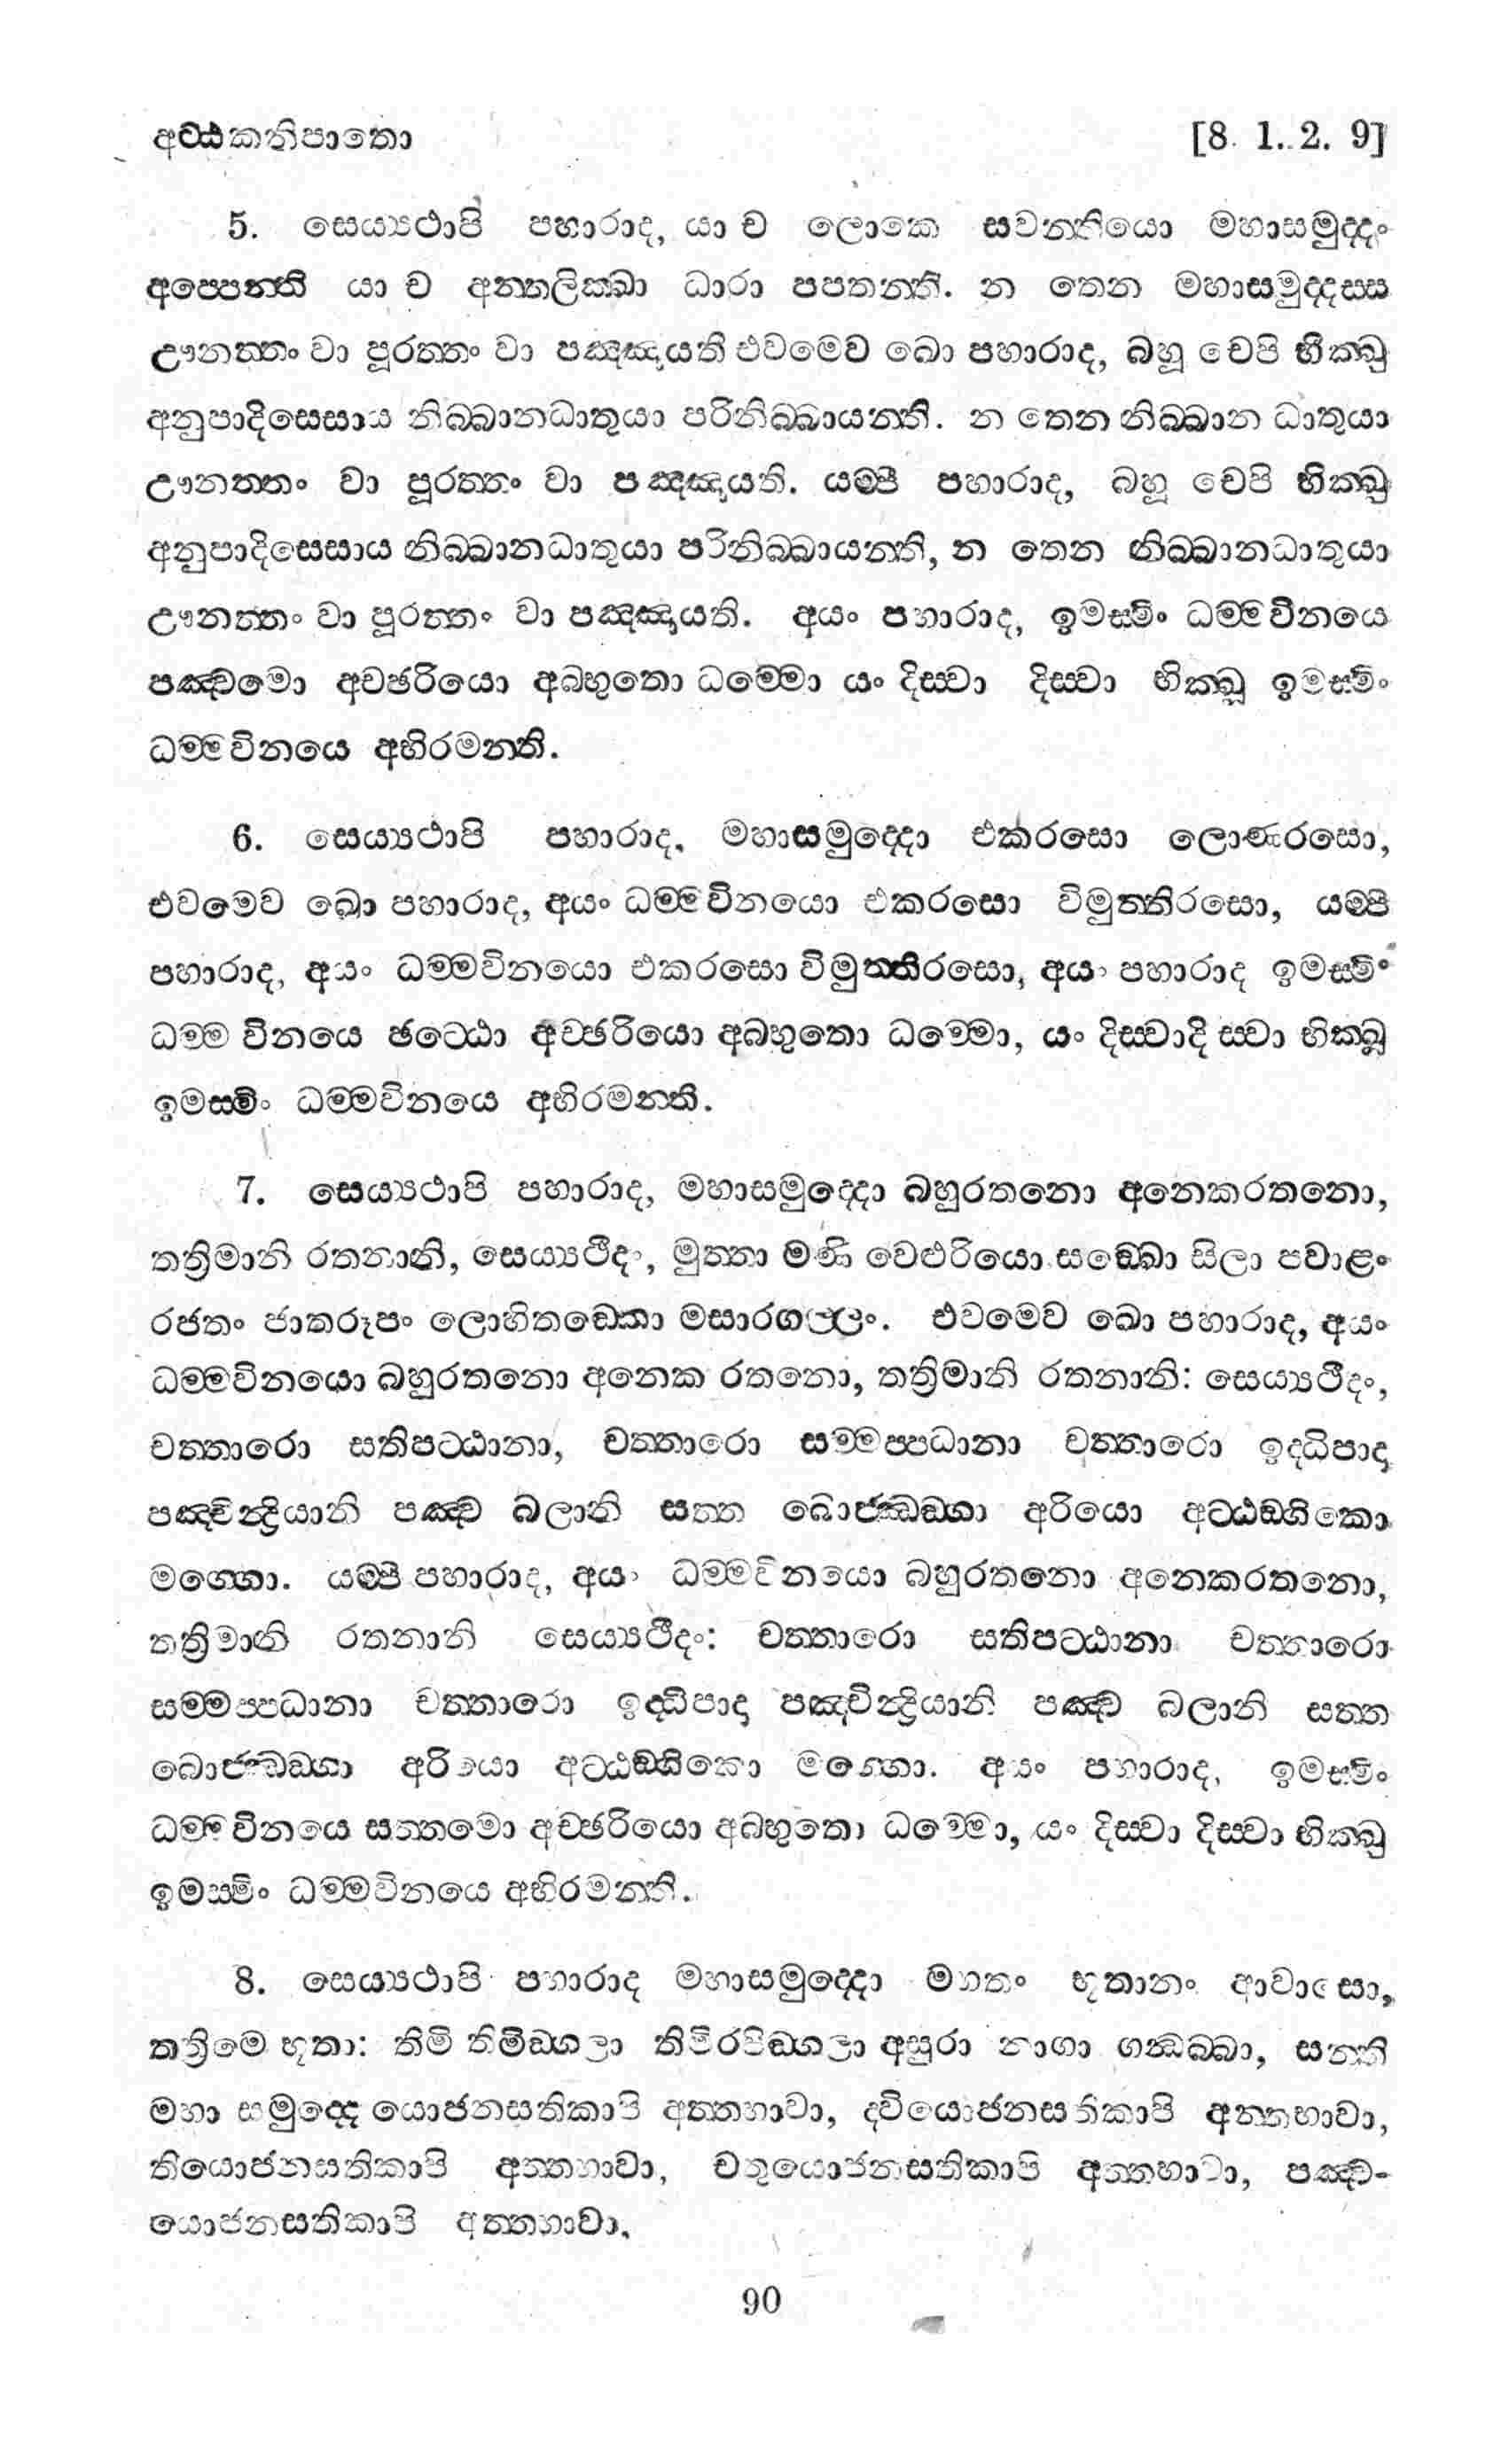 අට්ඨකනිපාතො [8. 1. 2. 9]
5. සෙය්‍යථාපි පහාරාද, යා ච ලොකෙ සවන්තියො මහාසමුද්දං
අප්පෙන්ති යා ච අන්තලික්ඛා ධාරා පපතන්ති. න තෙන මහාසමුද්දස්ස
ඌනත්තං වා පූරත්තං වා පඤ්ඤායති එවමෙව ඛො පහාරාද, බහූ චෙපි භික්ඛු
අනුපාදිසෙසාය නිබ්බානධාතුයා පරිනිබ්බායන්ති. න තෙන නිබ්බාන ධාතුයා
ඌනත්තං වා පූරත්තං වා පඤ්ඤායති. යම්පි පහාරාද, බහූ චෙපි භික්ඛු
අනුපාදිසෙසාය නිබ්බානධාතුයා පරිනිබ්බායන්ති, න තෙන නිබ්බානධාතුයා
ඌනත්තං වා පූරත්තං වා පඤ්ඤායති. අයං පහාරාද, ඉමස්මිං ධම්මවිනයෙ
පඤ්චමො අච්ඡරියො අබ්භුතො ධම්මො යං දිස්වා දිස්වා භික්ඛූ ඉමස්මිං
ධම්මවිනයෙ අභිරමන්ති.
6. සෙය්‍යථාපි පහාරාද, මහාසමුද්දො එකරසො ලොණරසො,
එවමෙව ඛො පහාරාද, අයං ධම්මවිනයො එකරසො විමුත්තිරසො, යම්පි
පහාරාද, අයං ධම්මවිනයො එකරසො විමුත්තිරසො, අයං පහාරාද ඉමස්මිං
ධම්ම විනයෙ ඡට්ඨො අච්ඡරියො අබ්භුතො ධම්මො, යං දිස්වාදි ස්වා භික්ඛූ
ඉමස්මිං ධම්මවිනයෙ අභිරමන්ති.
7. සෙය්‍යථාපි පහාරාද, මහාසමුද්දො බහුරතනො අනෙකරතනො,
තත්‍රිමානි රතනානි, සෙය්‍යථීදං, මුත්තා මණි වෙළුරියො සඞ්ඛො සිලා පවාළං
රජතං ජාතරූපං ලොහිතඞ්කො මසාරගල්ලං. එවමෙව ඛො පහාරාද, අයං
ධම්මවිනයො බහුරතනො අනෙක රතනො, තත්‍රිමානි රතනානි: සෙය්‍යථීදං,
චත්තාරො සතිපට්ඨානා, චත්තාරො සම්මප්පධානා චත්තාරො ඉද්ධිපාදා
පඤ්චින්ද්‍රියානි පඤ්ච බලානි සත්ත බොජ්ඣඞ්ගා අරියො අට්ඨඞ්ගිකො
මග්ගො. යම්පි පහාරාද, අයං ධම්මවිනයො බහුරතනො අනෙකරතනො,
තත්‍රිමානි රතනානි සෙය්‍යථීදං: චත්තාරො සතිපට්ඨානා චත්තාරො
සම්මප්පධානා චත්තාරො ඉද්ධිපාදා පඤ්චින්ද්‍රියානි පඤ්ච බලානි සත්ත
බොජ්ඣඞ්ගා අරියො අට්ඨඞ්ගිකො මග්ගො. අයං පහාරාද, ඉමස්මිං
ධම්ම විනයෙ සත්තමො අච්ඡරියො අබ්භුතො ධම්මො, යං දිස්වා දිස්වා භික්ඛු
ඉමස්මිං ධම්මවිනයෙ අභිරමන්ති.
8. සෙය්‍යථාපි පහාරාද මහාසමුද්දො මහතං භූතානං ආවාසො,
තත්‍රිමෙ භූතා: තිමි තිමිඞ්ගලා තිමිරපිඞ්ගලා අසුරා නාගා ගන්ධබ්බා, සන්ති
මහා සමුද්දෙ යොජනසතිකාපි අත්තභාවා, ද්වියොජනසතිකාපි අත්තභාවා,
තියොජනසතිකාපි අත්තභාවා, චතුයොජනසතිකාපි අත්තභාවා, පඤ්ච-
යොජනසතිකාපි අත්තභාවා.
90